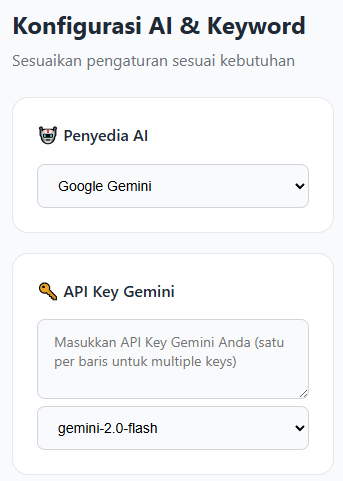 Konfigurasi AI & Keyword
Sesuaikan pengaturan sesuai kebutuhan
Penyedia AI
Google Gemini
API Key Gemini
Masukkan API Key Gemini Anda (satu
per baris untuk multiple keys)
gemini-2.0-flash